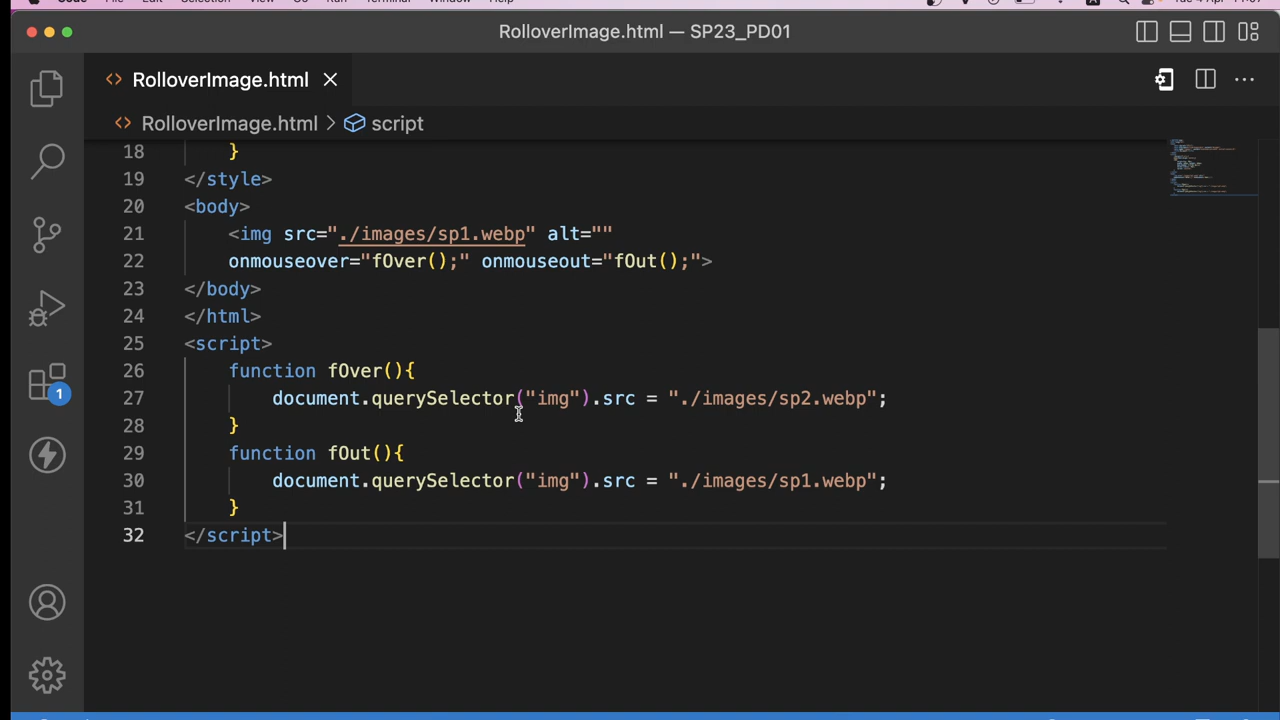 RolloverImage.html — SP23_PD01
RolloverImage.html
RolloverImage.html > script
18 }
19 </style>
20 <body>
21 <img src="./images/sp1.webp" alt=""
22 onmouseover="fOver();" onmouseout="fOut();">
23 </body>
24 </html>
25 <script>
26 function fOver(){
27 document.querySelector("img").src = "./images/sp2.webp";
28 }
29 function fOut(){
30 document.querySelector("img").src = "./images/sp1.webp";
31 }
32 </script>
1